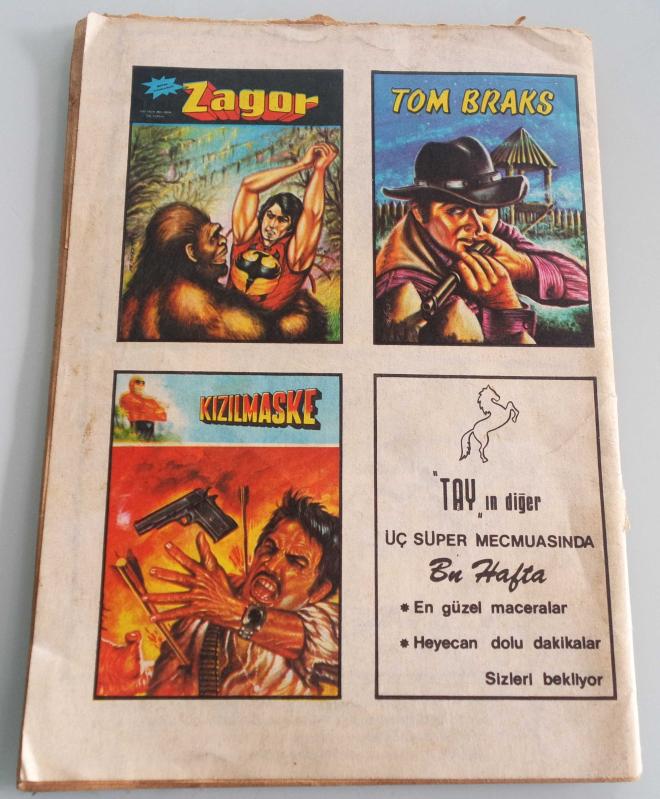 Zagor
TOM BRAKS
KIZILMASKE
"TAY„ın diğer
ÜÇ SÜPER MECMUASINDA
Bu Hafta
* En güzel maceralar
* Heyecan dolu dakikalar
Sizleri bekliyor